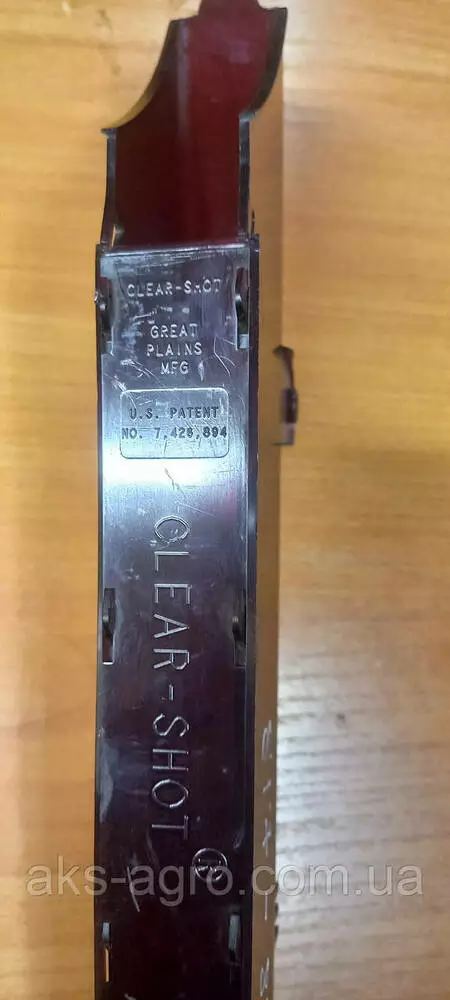 CLEAR-SHOT
GREAT
PLAINS
MFG
U.S. PATENT
NO. 7,426,894
CLEAR-SHOT ®
aks-agro.com.ua